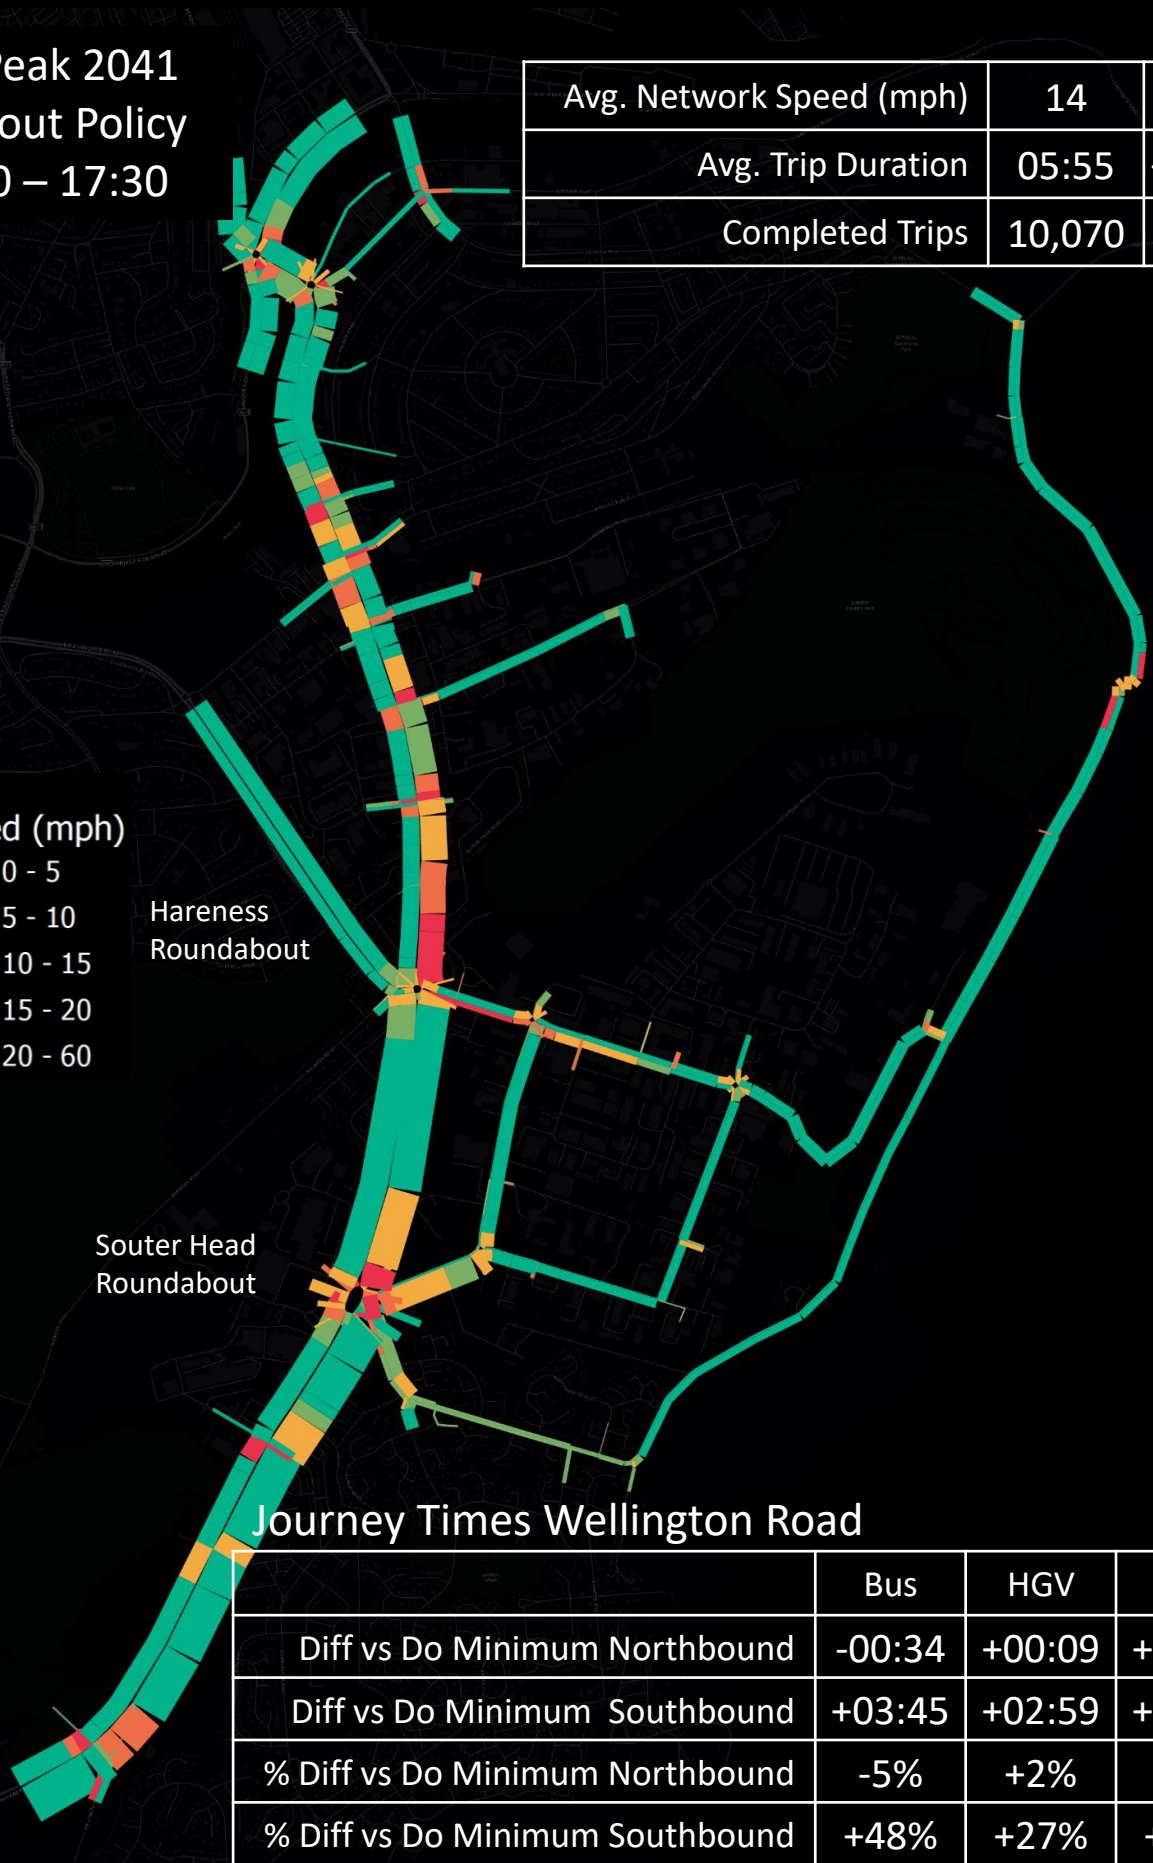 Peak 2041
out Policy
0 – 17:30
Avg. Network Speed (mph) 14
Avg. Trip Duration 05:55
Completed Trips 10,070
ed (mph)
0 - 5
5 - 10
10 - 15
15 - 20
20 - 60
Hareness
Roundabout
Souter Head
Roundabout
Journey Times Wellington Road
Bus HGV
Diff vs Do Minimum Northbound -00:34 +00:09 +
Diff vs Do Minimum Southbound +03:45 +02:59 +
% Diff vs Do Minimum Northbound -5% +2%
% Diff vs Do Minimum Southbound +48% +27%